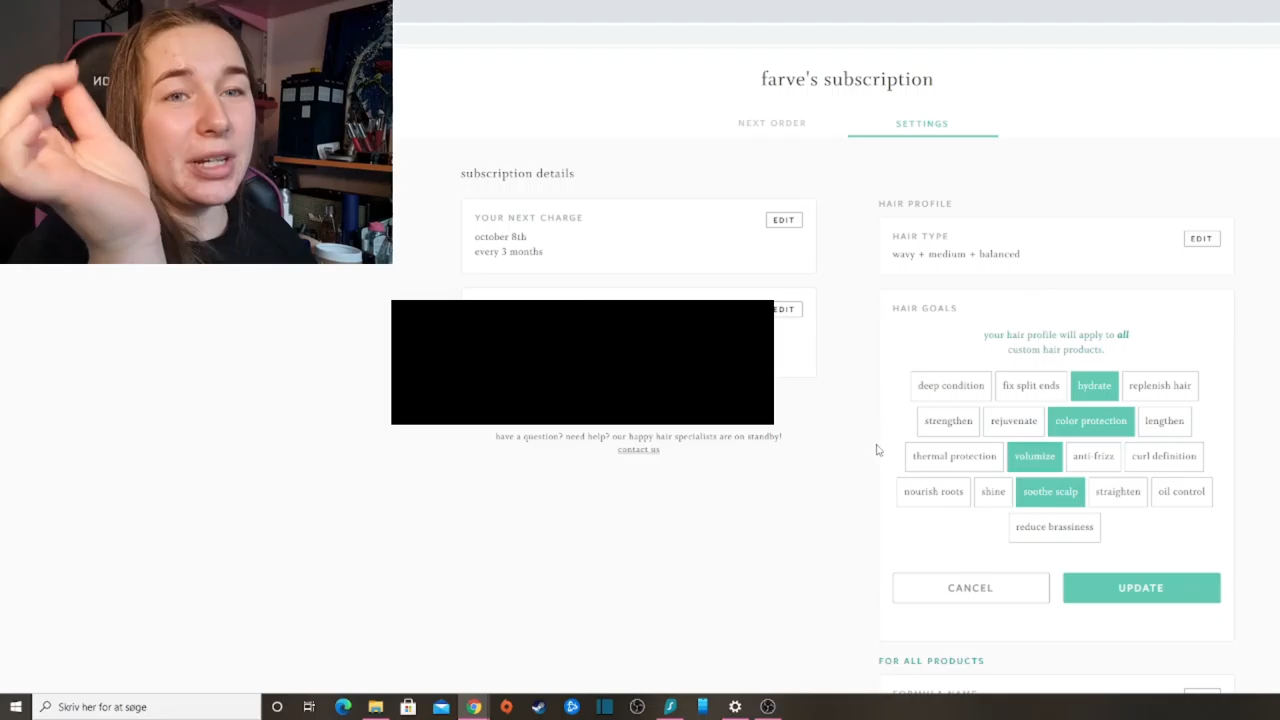 farve's subscription
NEXT ORDER
SETTINGS
subscription details
YOUR NEXT CHARGE
EDIT
october 8th
every 3 months
EDIT
have a question? need help? our happy hair specialists are on standby!
contact us
HAIR PROFILE
HAIR TYPE
EDIT
wavy + medium + balanced
HAIR GOALS
your hair profile will apply to all
custom hair products.
deep condition fix split ends hydrate replenish hair
strengthen rejuvenate color protection lengthen
thermal protection volumize anti-frizz curl definition
nourish roots shine soothe scalp straighten oil control
reduce brassiness
CANCEL UPDATE
FOR ALL PRODUCTS
FORMULA NAME
Skriv her for at søge